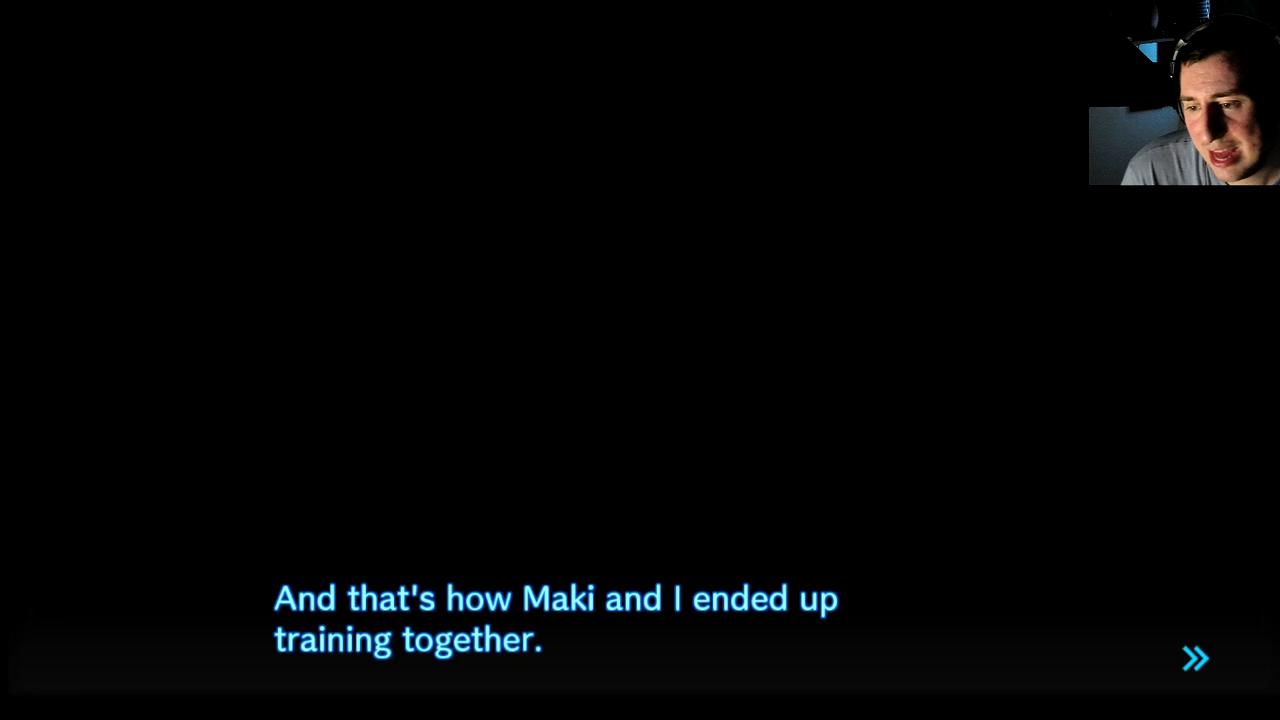 And that's how Maki and I ended up
training together.